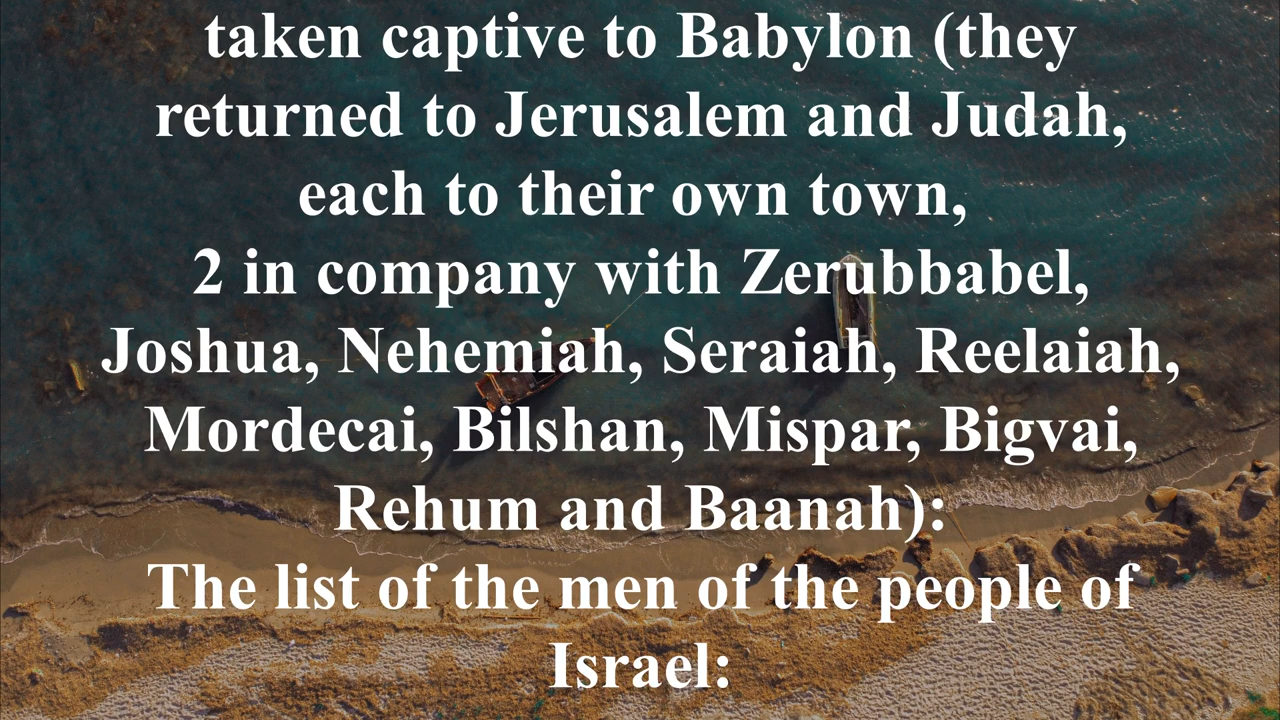 taken captive to Babylon (they
returned to Jerusalem and Judah,
each to their own town,
2 in company with Zerubbabel,
Joshua, Nehemiah, Seraiah, Reelaiah,
Mordecai, Bilshan, Mispar, Bigvai,
Rehum and Baanah):
The list of the men of the people of
Israel: